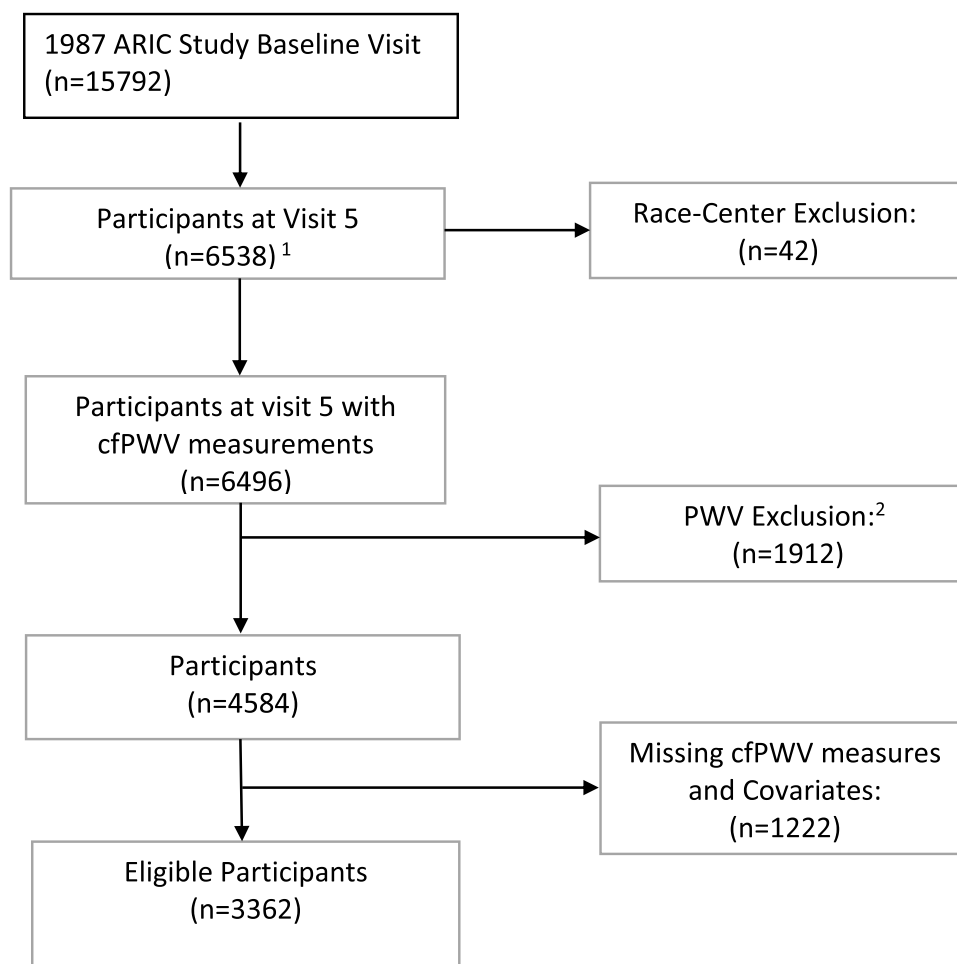 1987 ARIC Study Baseline Visit
(n=15792)
Participants at Visit 5
(n=6538) 1
Race-Center Exclusion:
(n=42)
Participants at visit 5 with
cfPWV measurements
(n=6496)
PWV Exclusion:2
(n=1912)
Participants
(n=4584)
Missing cfPWV measures
and Covariates:
(n=1222)
Eligible Participants
(n=3362)